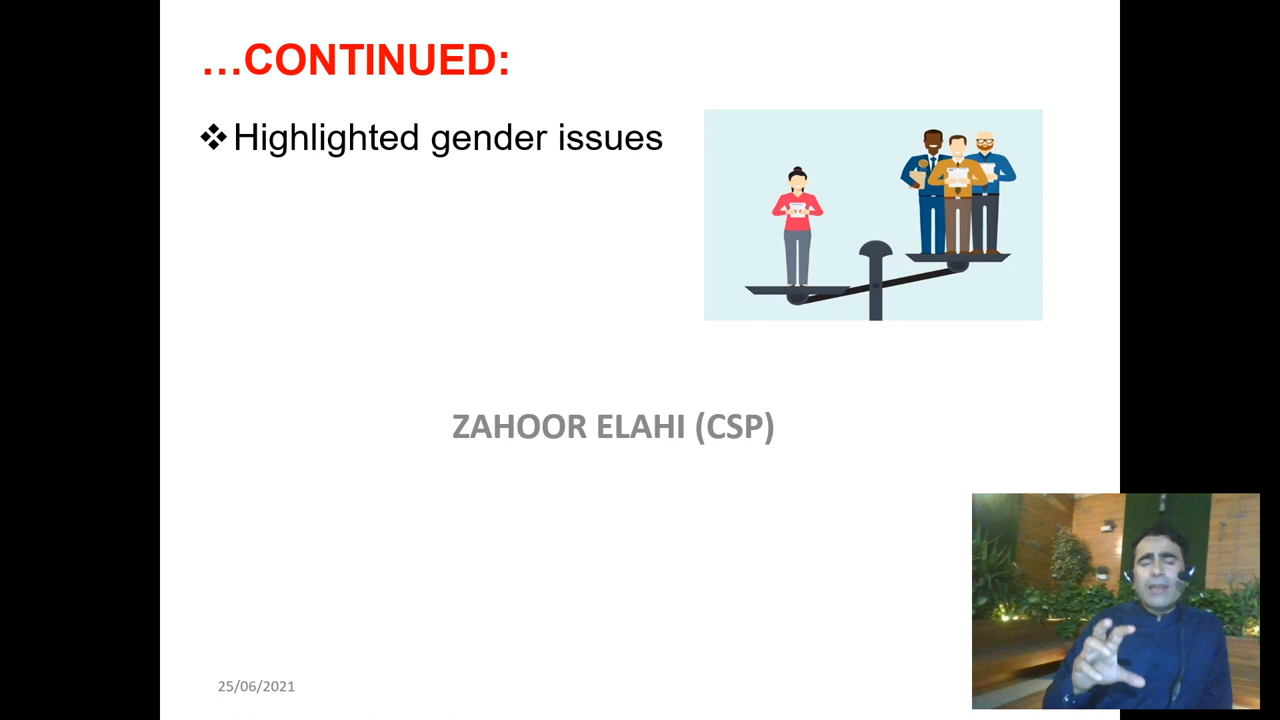 ...CONTINUED:
❖Highlighted gender issues
ZAHOOR ELAHI (CSP)
25/06/2021